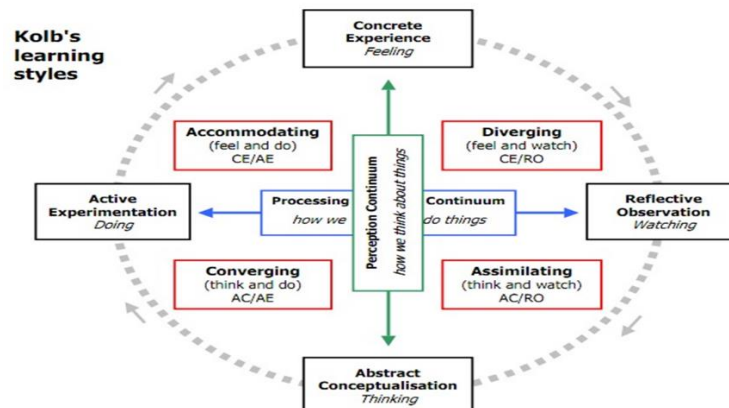 Kolb's
learning
styles
Concrete
Experience
Feeling
Accommodating
(feel and do)
CE/AE
Diverging
(feel and watch)
CE/RO
Active
Experimentation
Doing
Processing Continuum
how we do things
Perception Continuum
how we think about things
Reflective
Observation
Watching
Converging
(think and do)
AC/AE
Assimilating
(think and watch)
AC/RO
Abstract
Conceptualisation
Thinking